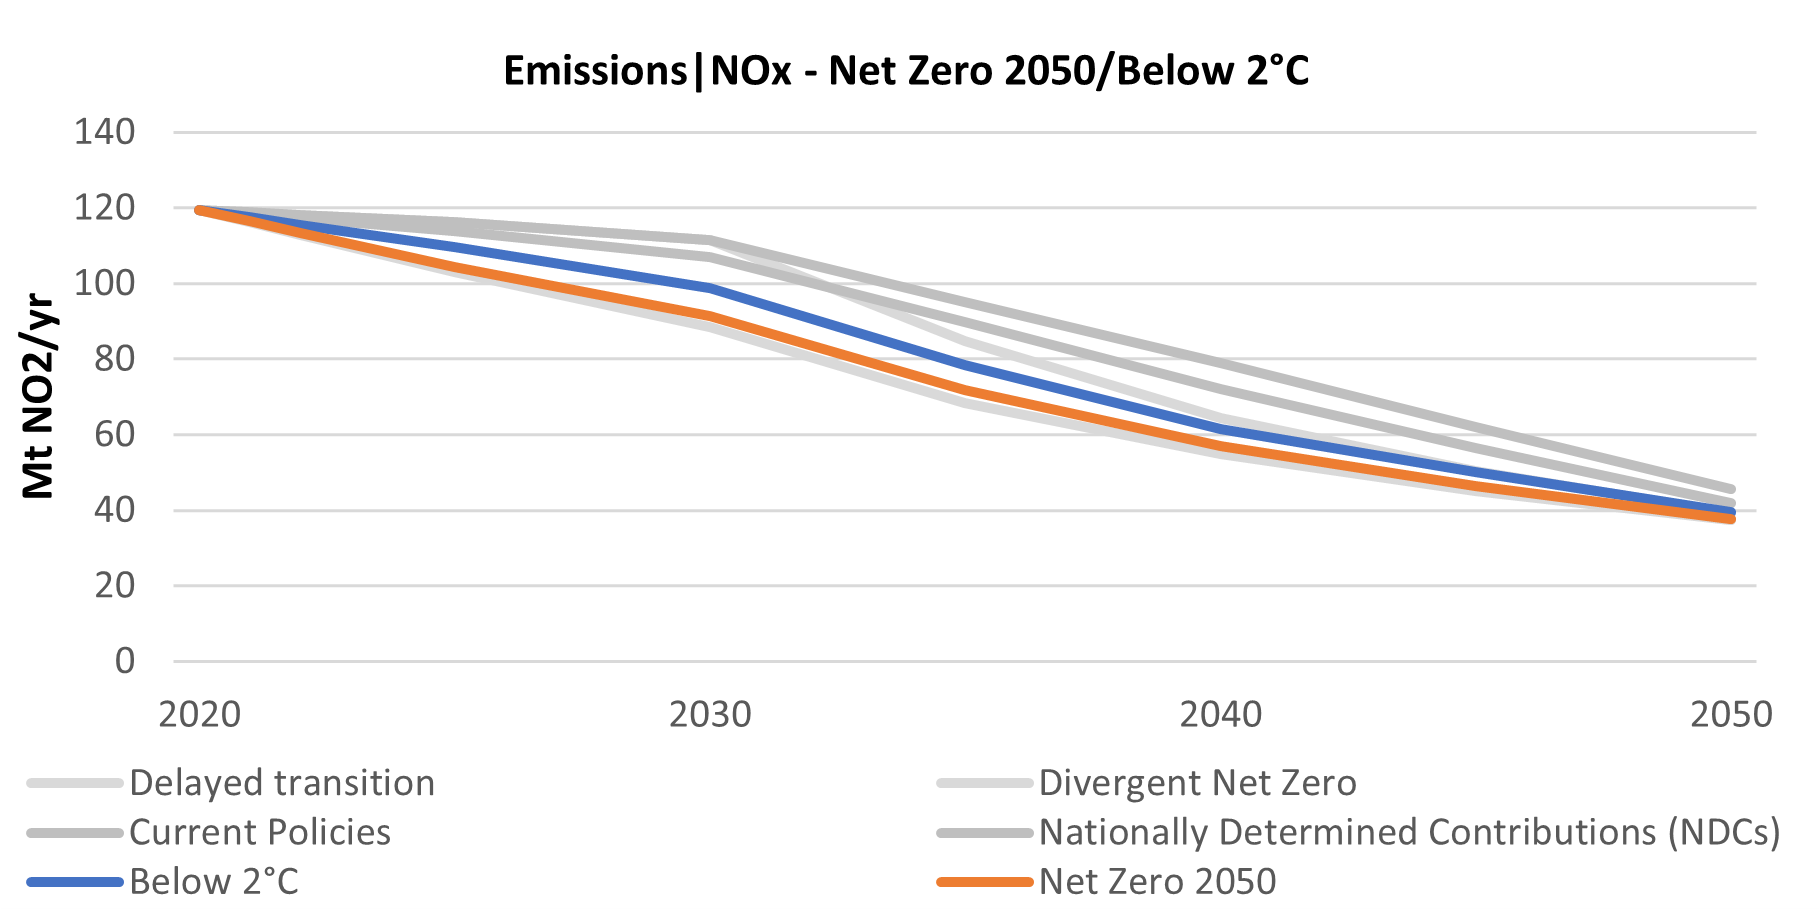 Emissions|NOx - Net Zero 2050/Below 2°C
Mt NO2/yr
140
120
100
80
60
40
20
0
2020 2030 2040 2050
Delayed transition Divergent Net Zero
Current Policies Nationally Determined Contributions (NDCs)
Below 2°C Net Zero 2050